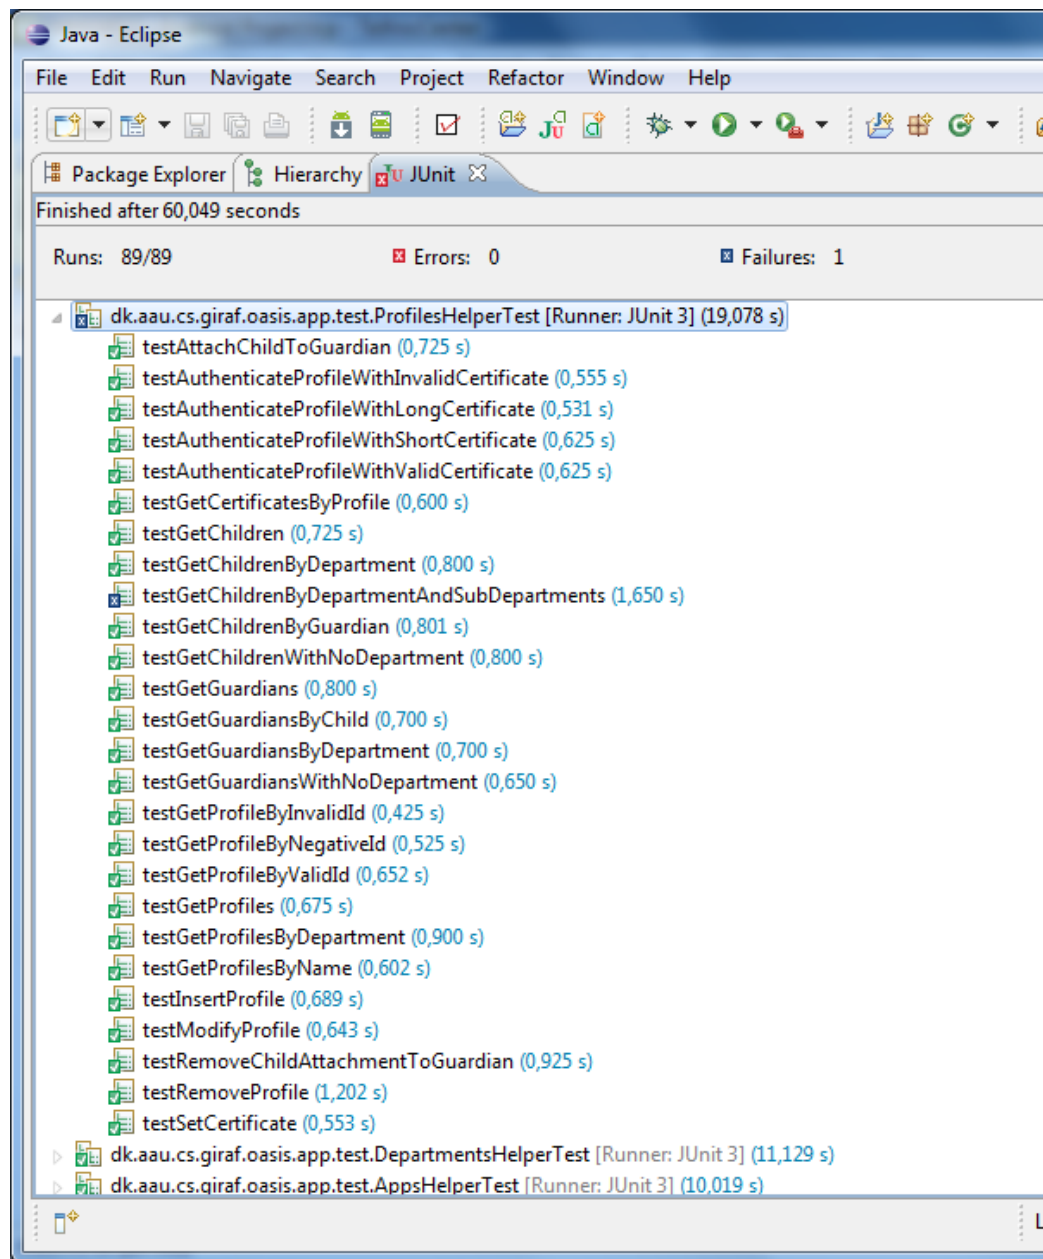 Java - Eclipse
File Edit Run Navigate Search Project Refactor Window Help
Package Explorer Hierarchy JUnit
Finished after 60,049 seconds
Runs: 89/89 Errors: 0 Failures: 1
dk.aau.cs.giraf.oasis.app.test.ProfilesHelperTest [Runner: JUnit 3] (19,078 s)
testAttachChildToGuardian (0,725 s)
testAuthenticateProfileWithInvalidCertificate (0,555 s)
testAuthenticateProfileWithLongCertificate (0,531 s)
testAuthenticateProfileWithShortCertificate (0,625 s)
testAuthenticateProfileWithValidCertificate (0,625 s)
testGetCertificatesByProfile (0,600 s)
testGetChildren (0,725 s)
testGetChildrenByDepartment (0,800 s)
testGetChildrenByDepartmentAndSubDepartments (1,650 s)
testGetChildrenByGuardian (0,801 s)
testGetChildrenWithNoDepartment (0,800 s)
testGetGuardians (0,800 s)
testGetGuardiansByChild (0,700 s)
testGetGuardiansByDepartment (0,700 s)
testGetGuardiansWithNoDepartment (0,650 s)
testGetProfileByInvalidId (0,425 s)
testGetProfileByNegativeId (0,525 s)
testGetProfileByValidId (0,652 s)
testGetProfiles (0,675 s)
testGetProfilesByDepartment (0,900 s)
testGetProfilesByName (0,602 s)
testInsertProfile (0,689 s)
testModifyProfile (0,643 s)
testRemoveChildAttachmentToGuardian (0,925 s)
testRemoveProfile (1,202 s)
testSetCertificate (0,553 s)
dk.aau.cs.giraf.oasis.app.test.DepartmentsHelperTest [Runner: JUnit 3] (11,129 s)
dk.aau.cs.giraf.oasis.app.test.AppsHelperTest [Runner: JUnit 3] (10,019 s)